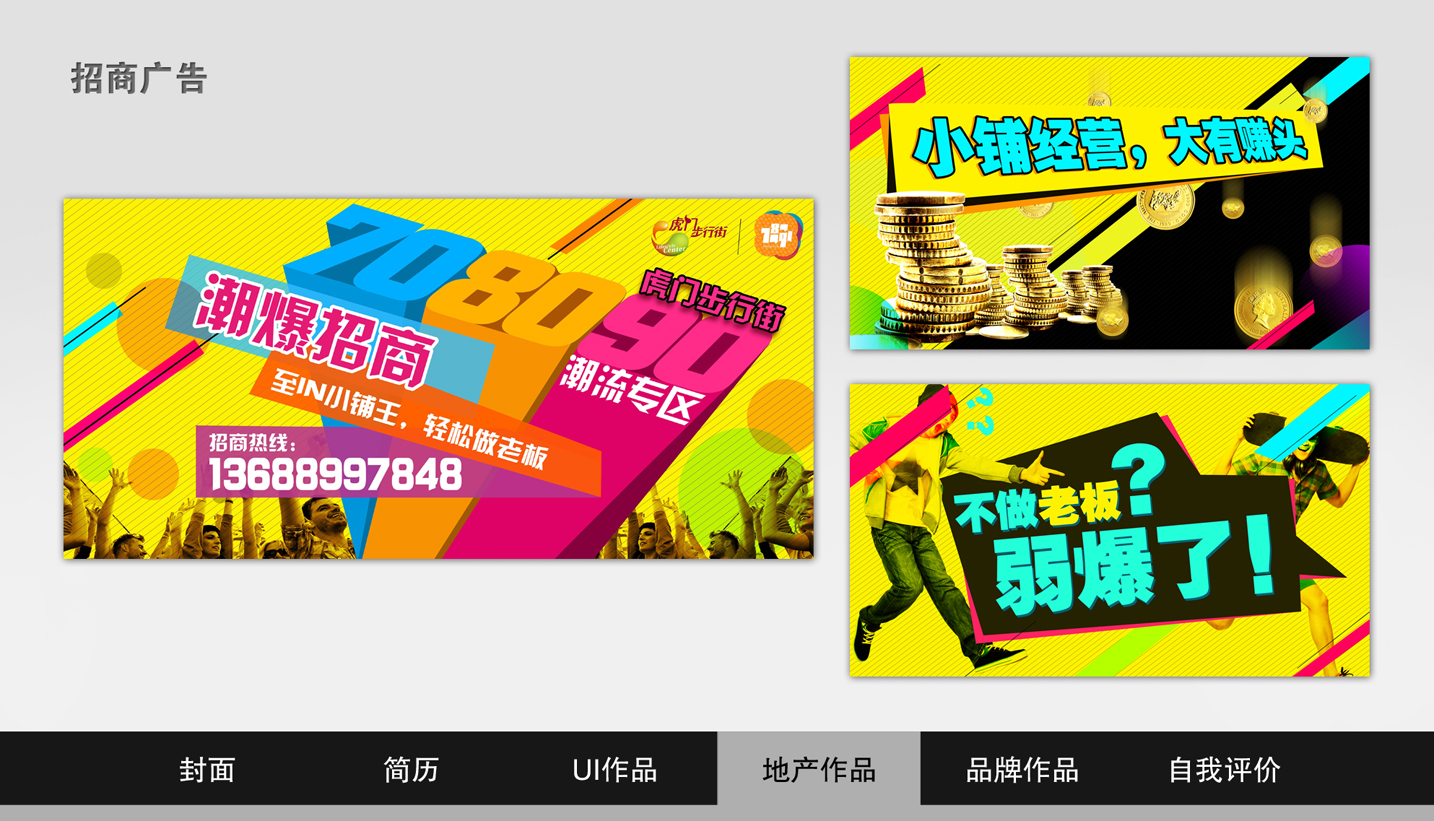 招商广告
70 80 90
虎门
步行街
Lifestyle
Center
虎门步行街
潮爆招商
潮流专区
至IN小铺王，轻松做老板
招商热线：
13688997848
小铺经营，大有赚头
??
不做老板?
弱爆了！
封面
简历
UI作品
地产作品
品牌作品
自我评价